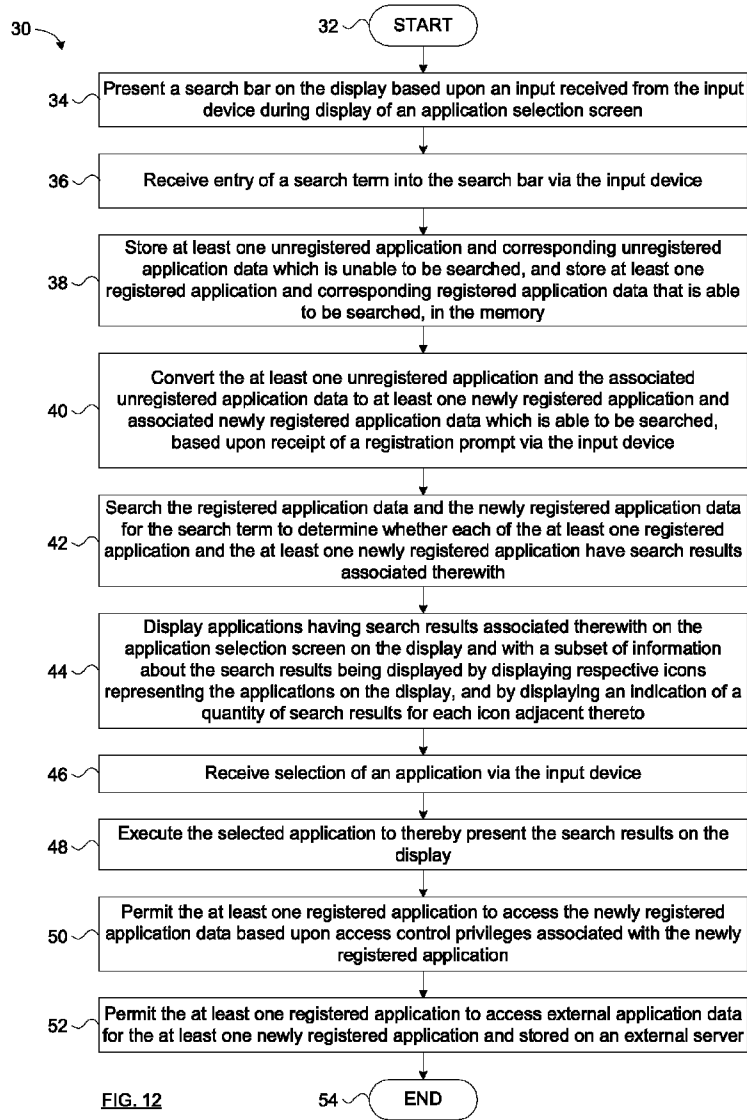 30
32
START
34
Present a search bar on the display based upon an input received from the input
device during display of an application selection screen
36
Receive entry of a search term into the search bar via the input device
38
Store at least one unregistered application and corresponding unregistered
application data which is unable to be searched, and store at least one
registered application and corresponding registered application data that is able
to be searched, in the memory
40
Convert the at least one unregistered application and the associated
unregistered application data to at least one newly registered application and
associated newly registered application data which is able to be searched,
based upon receipt of a registration prompt via the input device
42
Search the registered application data and the newly registered application data
for the search term to determine whether each of the at least one registered
application and the at least one newly registered application have search results
associated therewith
44
Display applications having search results associated therewith on the
application selection screen on the display and with a subset of information
about the search results being displayed by displaying respective icons
representing the applications on the display, and by displaying an indication of a
quantity of search results for each icon adjacent thereto
46
Receive selection of an application via the input device
48
Execute the selected application to thereby present the search results on the
display
50
Permit the at least one registered application to access the newly registered
application data based upon access control privileges associated with the newly
registered application
52
Permit the at least one registered application to access external application data
for the at least one newly registered application and stored on an external server
FIG. 12
54
END